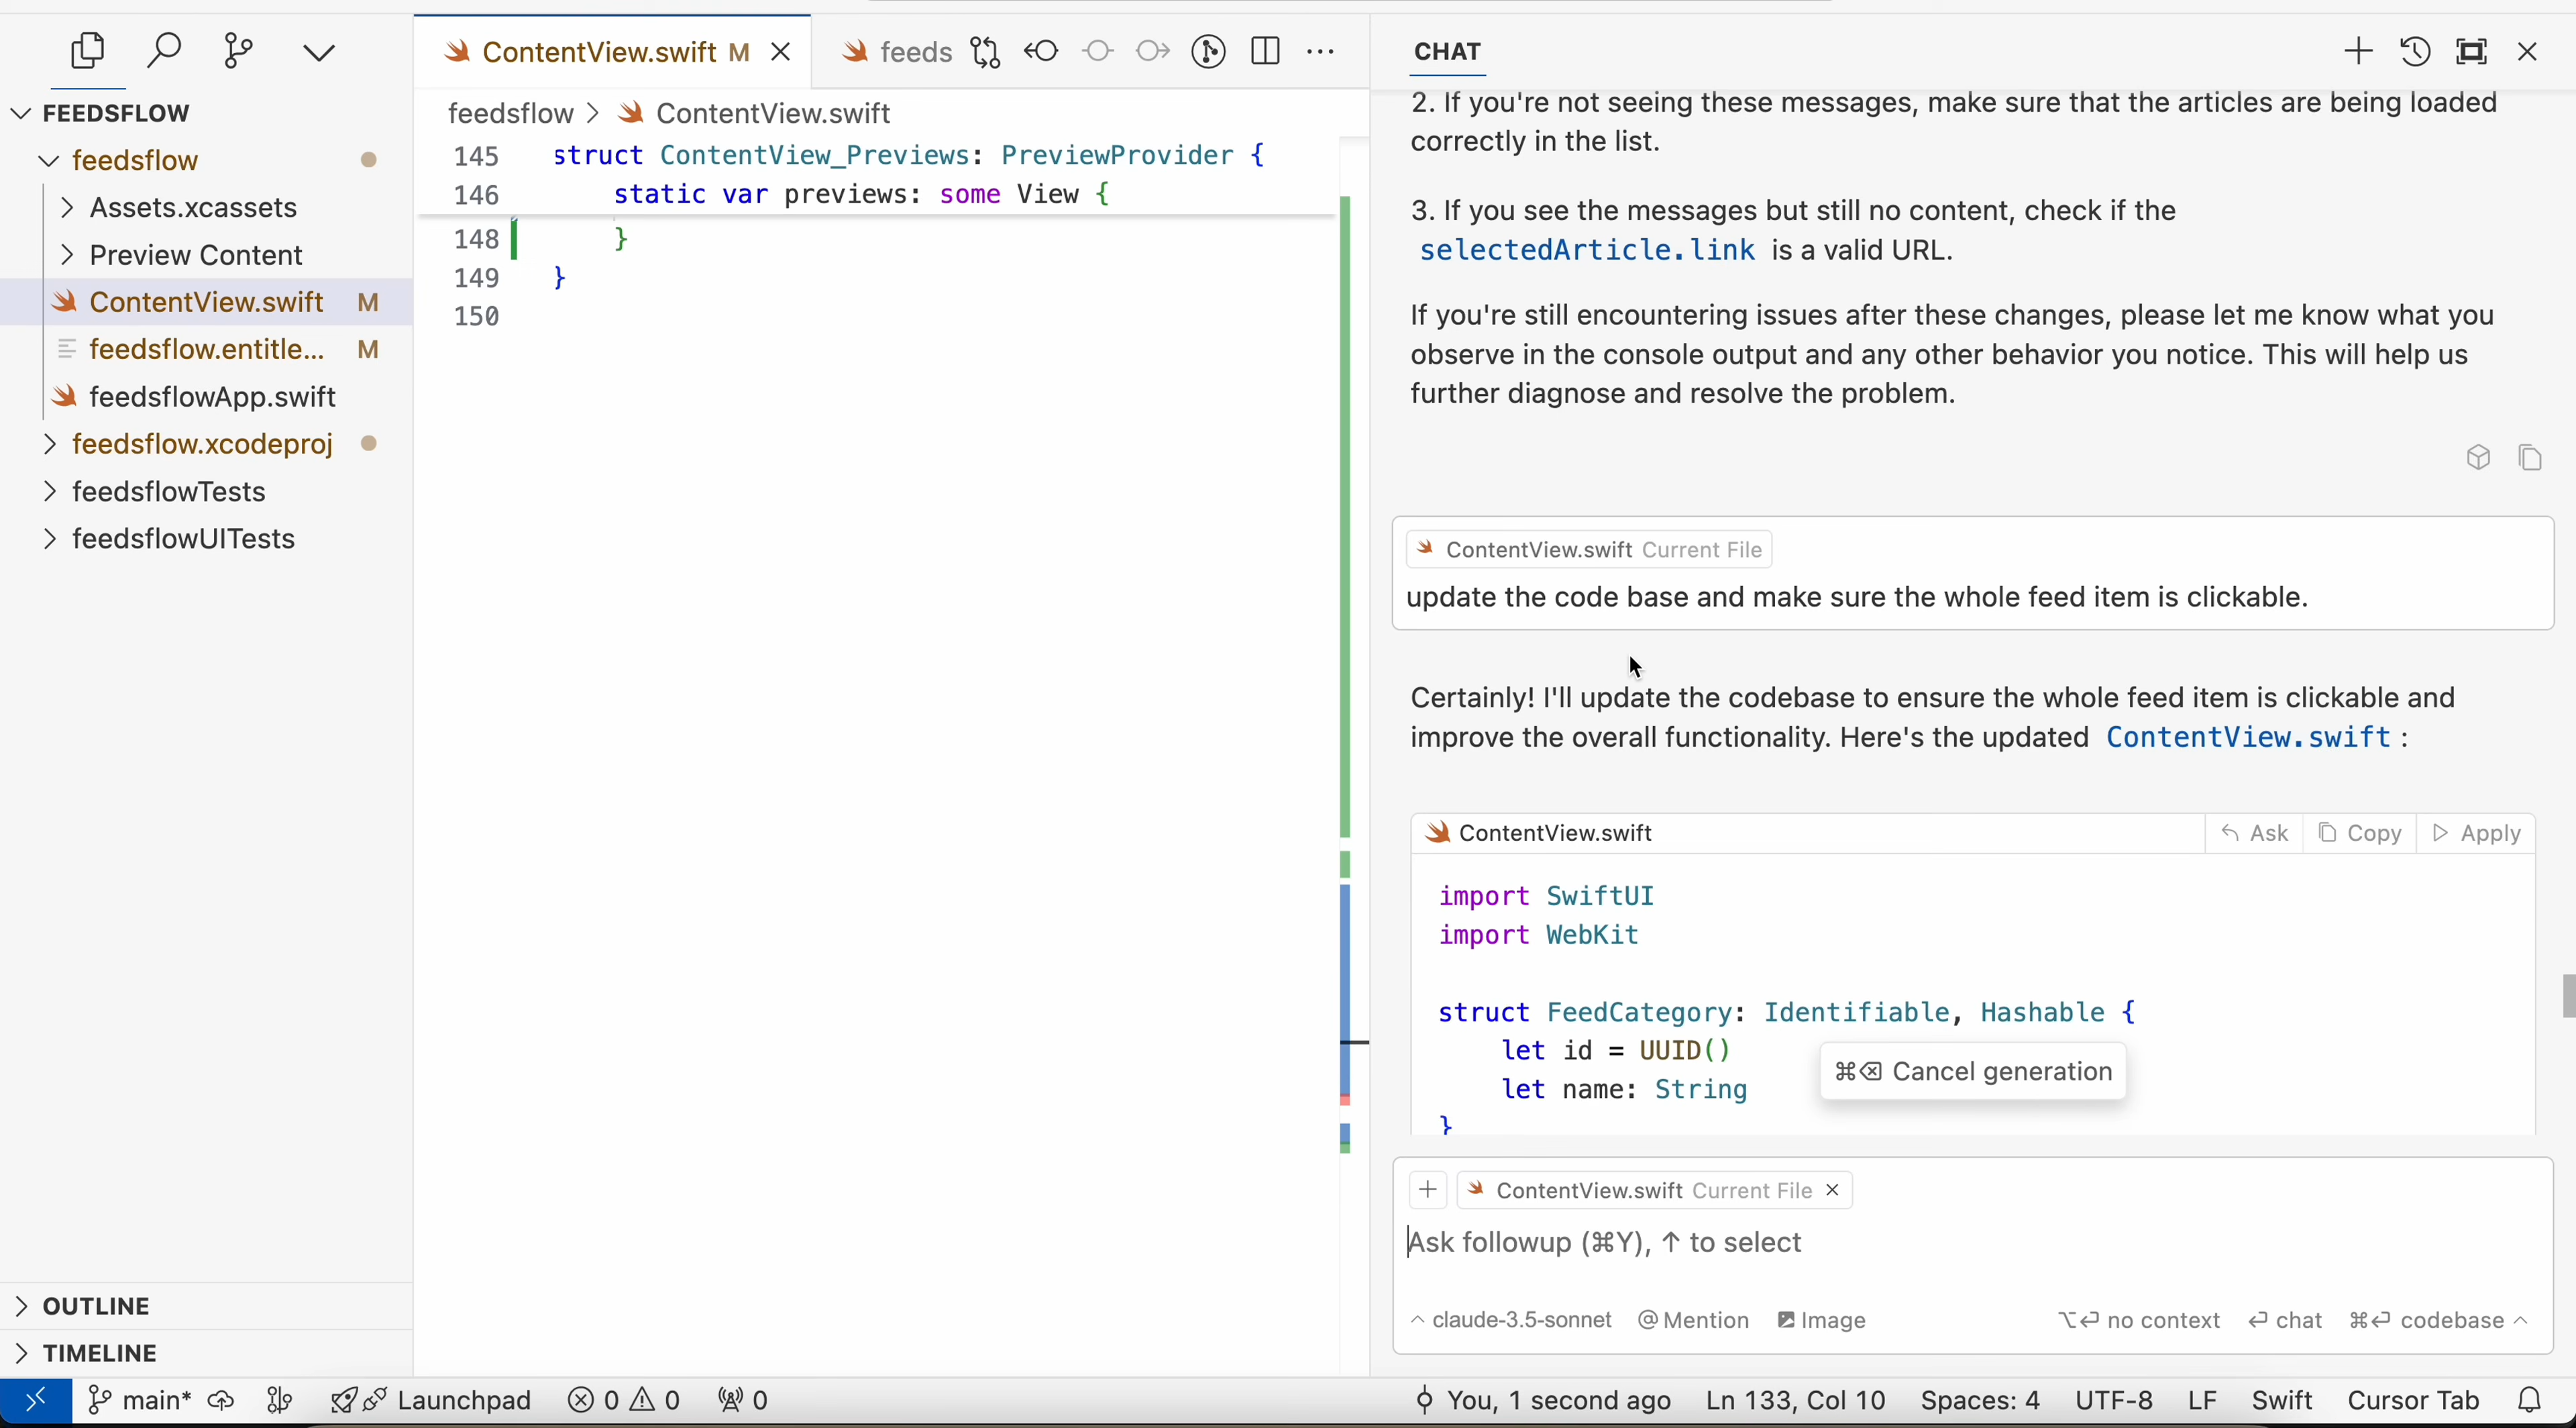 ContentView.swift M
feeds
CHAT
FEEDSFLOW
feedsflow
Assets.xcassets
Preview Content
ContentView.swift M
feedsflow.entitle... M
feedsflowApp.swift
feedsflow.xcodeproj
feedsflowTests
feedsflowUITests
OUTLINE
TIMELINE
feedsflow > ContentView.swift
145 struct ContentView_Previews: PreviewProvider {
146 static var previews: some View {
148 }
149 }
150
2. If you're not seeing these messages, make sure that the articles are being loaded
correctly in the list.
3. If you see the messages but still no content, check if the
selectedArticle.link is a valid URL.
If you're still encountering issues after these changes, please let me know what you
observe in the console output and any other behavior you notice. This will help us
further diagnose and resolve the problem.
ContentView.swift Current File
update the code base and make sure the whole feed item is clickable.
Certainly! I'll update the codebase to ensure the whole feed item is clickable and
improve the overall functionality. Here's the updated ContentView.swift :
ContentView.swift Ask Copy Apply
import SwiftUI
import WebKit
struct FeedCategory: Identifiable, Hashable {
let id = UUID()
let name: String
}
⌘⌫ Cancel generation
+ ContentView.swift Current File ×
Ask followup (⌘Y), ↑ to select
^ claude-3.5-sonnet @ Mention Image ⌥⏎ no context ⏎ chat ⌘⏎ codebase ^
main* Launchpad 0 0 0 You, 1 second ago Ln 133, Col 10 Spaces: 4 UTF-8 LF Swift Cursor Tab